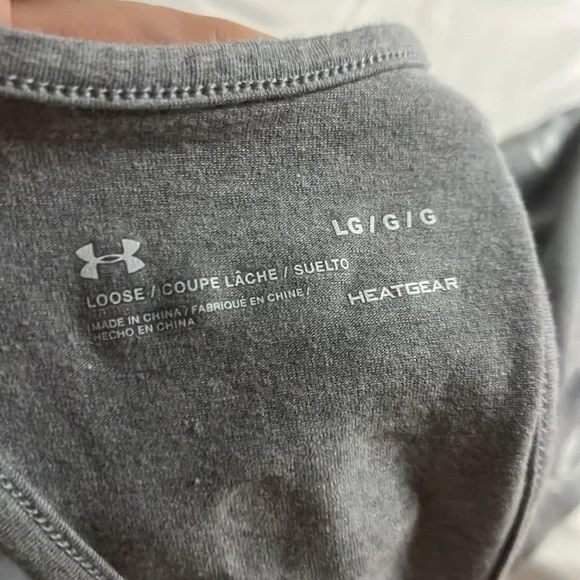 LG / G / G
LOOSE / COUPE LÂCHE / SUELTO
MADE IN CHINA / FABRIQUÉ EN CHINE /
HECHO EN CHINA
HEATGEAR